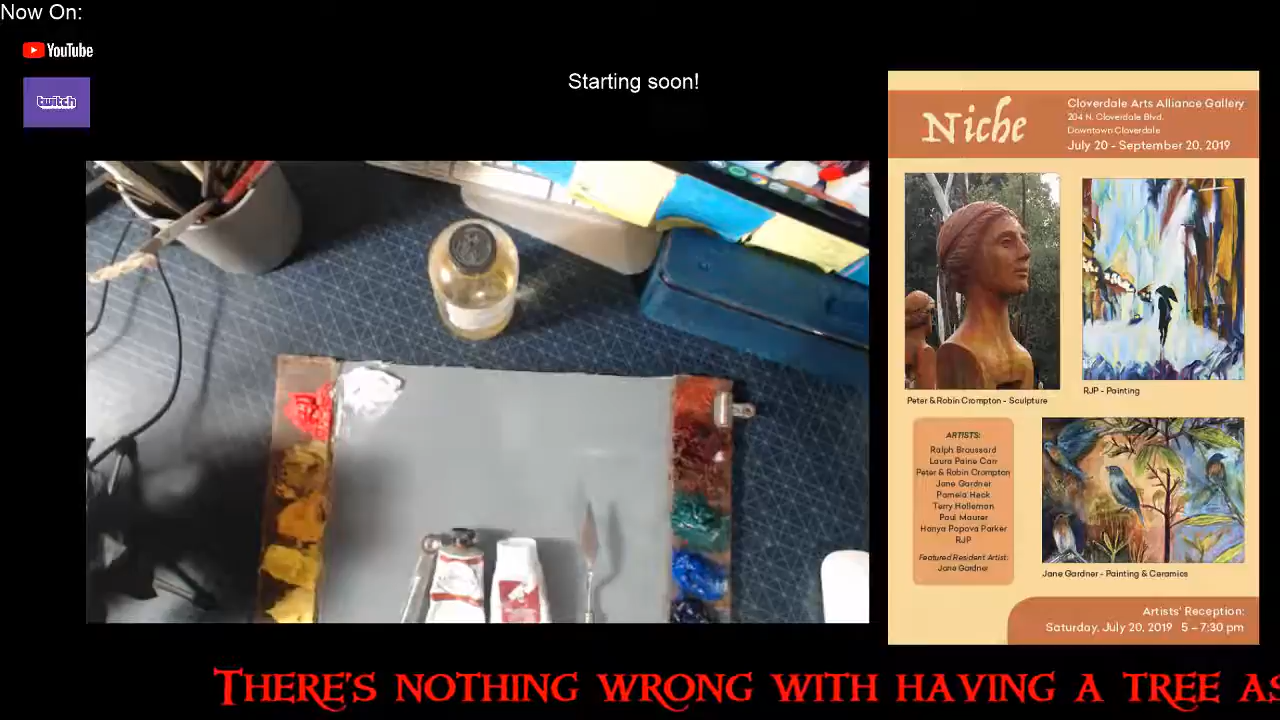 Now On:
YouTube
twitch
Starting soon!
Niche
Cloverdale Arts Alliance Gallery
204 N. Cloverdale Blvd.
Downtown Cloverdale
July 20 - September 20, 2019
Peter & Robin Crompton - Sculpture
RJP - Painting
ARTISTS:
Ralph Broussard
Laura Paine Carr
Peter & Robin Crompton
Jane Gardner
Pamela Heck
Terry Holleman
Paul Maurer
Hanya Popova Parker
RJP
Featured Resident Artist:
Jane Gardner
Jane Gardner - Painting & Ceramics
Artists' Reception:
Saturday, July 20, 2019 5 – 7:30 pm
There's nothing wrong with having a tree as